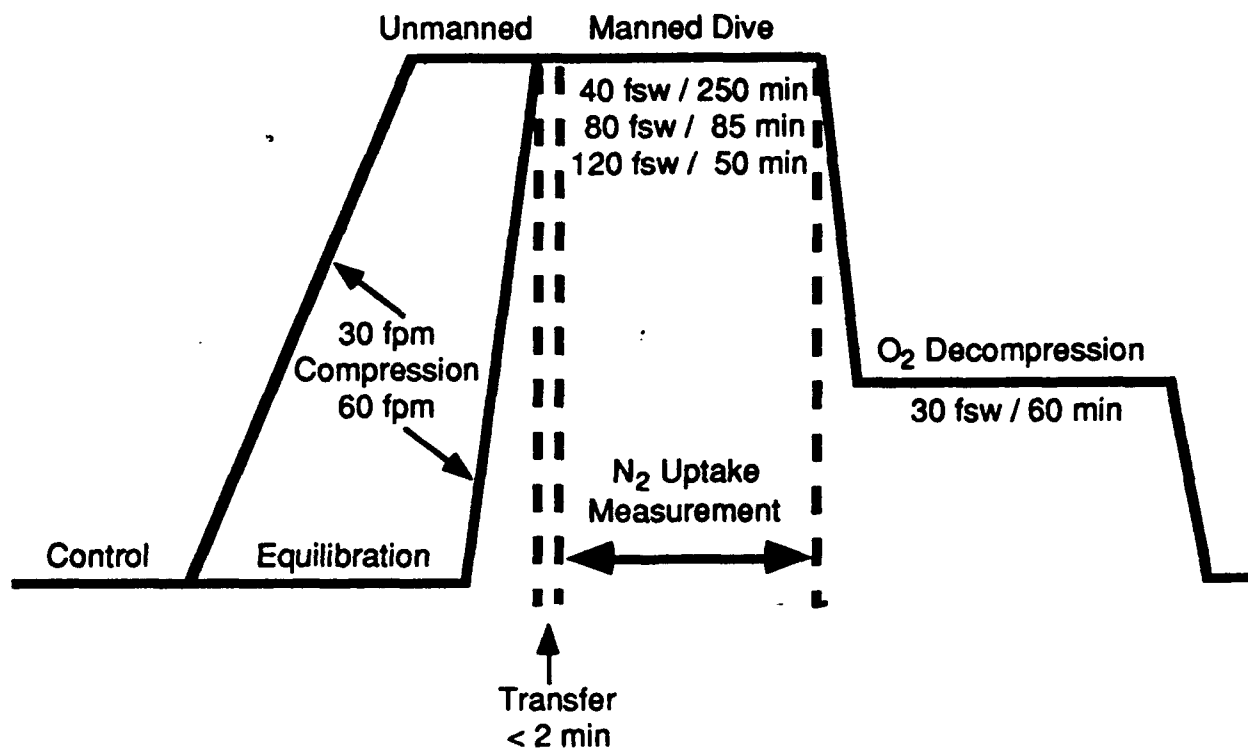 Unmanned
Manned Dive
40 fsw / 250 min
80 fsw / 85 min
120 fsw / 50 min
30 fpm
Compression
60 fpm
O₂ Decompression
30 fsw / 60 min
N₂ Uptake
Measurement
Control
Equilibration
Transfer
< 2 min